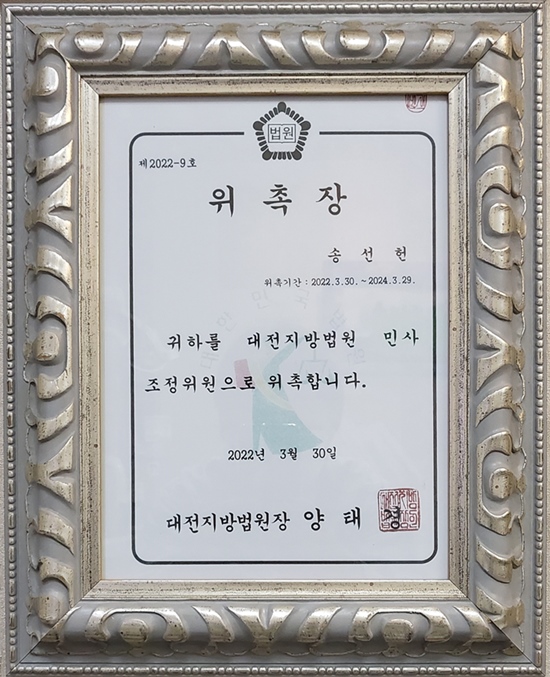 법원
제2022-9호
위 촉 장
송 선 헌
위촉기간 : 2022.3.30. ~ 2024.3.29.
귀하를 대전지방법원 민사
조정위원으로 위촉합니다.
2022년 3월 30일
대전지방법원장 양 태 경